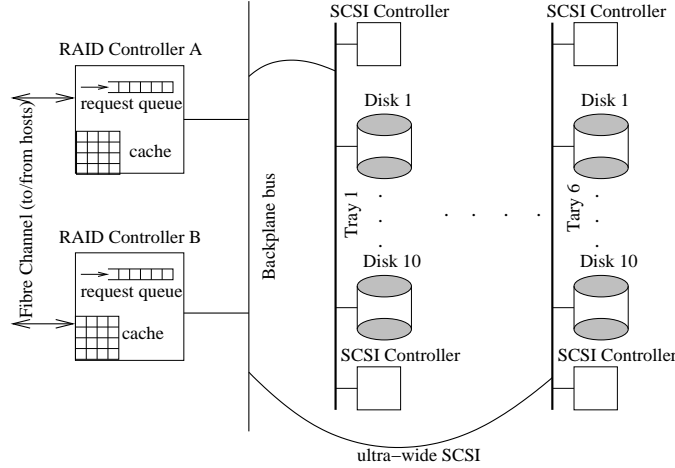 SCSI Controller
SCSI Controller
RAID Controller A
request queue
cache
Disk 1
Disk 1
Fibre Channel (to/from hosts)
Backplane bus
Tray 1
. . . .
Tary 6
RAID Controller B
request queue
cache
Disk 10
Disk 10
SCSI Controller
SCSI Controller
ultra−wide SCSI